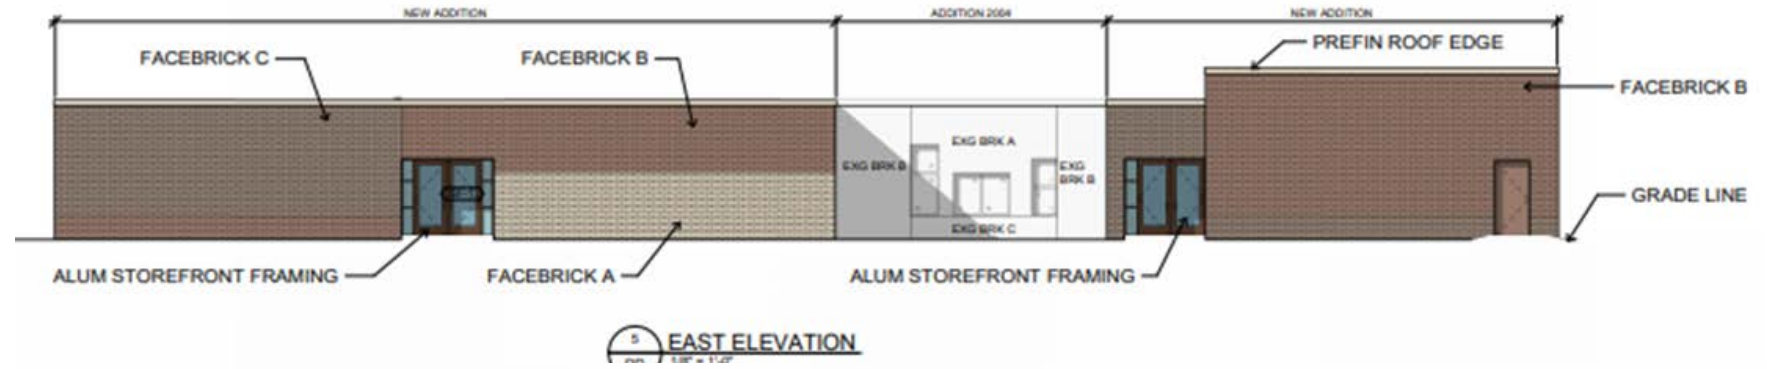 NEW ADDITION
ADDITION 2004
NEW ADDITION
PREFIN ROOF EDGE
FACEBRICK C
FACEBRICK B
FACEBRICK B
EXG BRK A
EXG BRK B
EXG
BRK B
GRADE LINE
EXG BRK C
ALUM STOREFRONT FRAMING
FACEBRICK A
ALUM STOREFRONT FRAMING
5
EAST ELEVATION